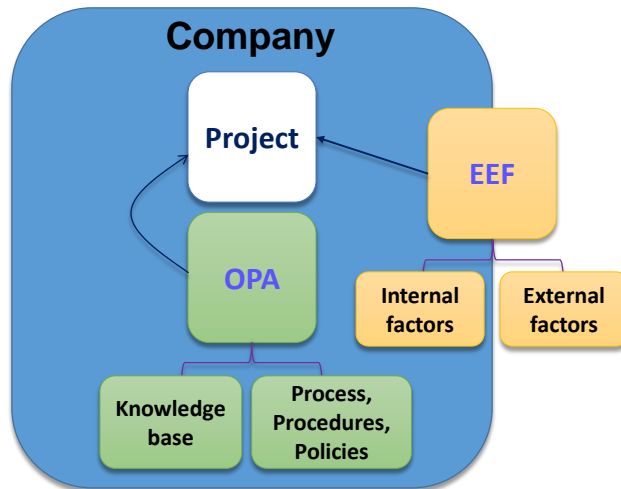 Company
Project
EEF
OPA
Internal
factors
External
factors
Knowledge
base
Process,
Procedures,
Policies